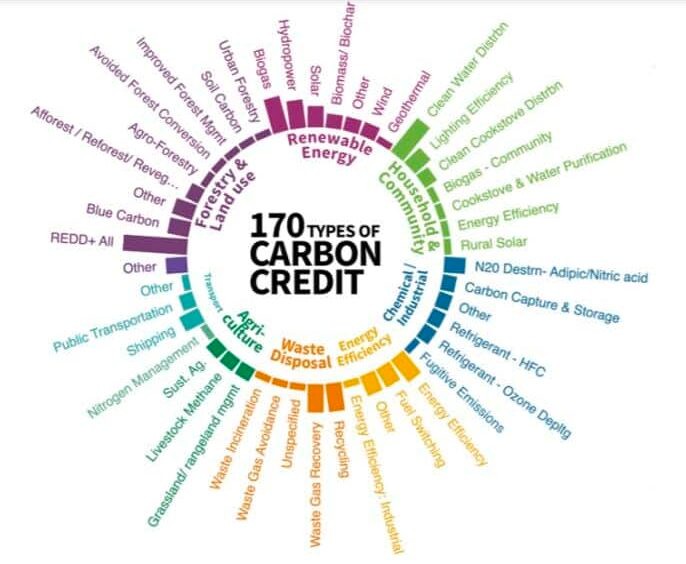 170 TYPES OF
CARBON
CREDIT
Renewable
Energy
Biogas
Hydropower
Solar
Biomass/ Biochar
Other
Wind
Geothermal
Household &
Community
Clean Water Distrbn
Lighting Efficiency
Clean Cookstove Distrbn
Biogas - Community
Cookstove & Water Purification
Energy Efficiency
Rural Solar
Chemical /
Industrial
N20 Destrn- Adipic/Nitric acid
Carbon Capture & Storage
Other
Refrigerant - HFC
Refrigerant - Ozone Depltg
Fugitive Emissions
Energy
Efficiency
Energy Efficiency
Fuel Switching
Other
Energy Efficiency: Industrial
Waste
Disposal
Recycling
Waste Gas Recovery
Unspecified
Waste Gas Avoidance
Waste Incineration
Agri-
culture
Grassland/ rangeland mgmt
Livestock Methane
Sust. Ag.
Nitrogen Management
Transport
Shipping
Public Transportation
Other
Other
Forestry &
Land use
REDD+ All
Blue Carbon
Other
Afforest / Reforest/ Reveg...
Agro-Forestry
Avoided Forest Conversion
Improved Forest Mgmt
Soil Carbon
Urban Forestry